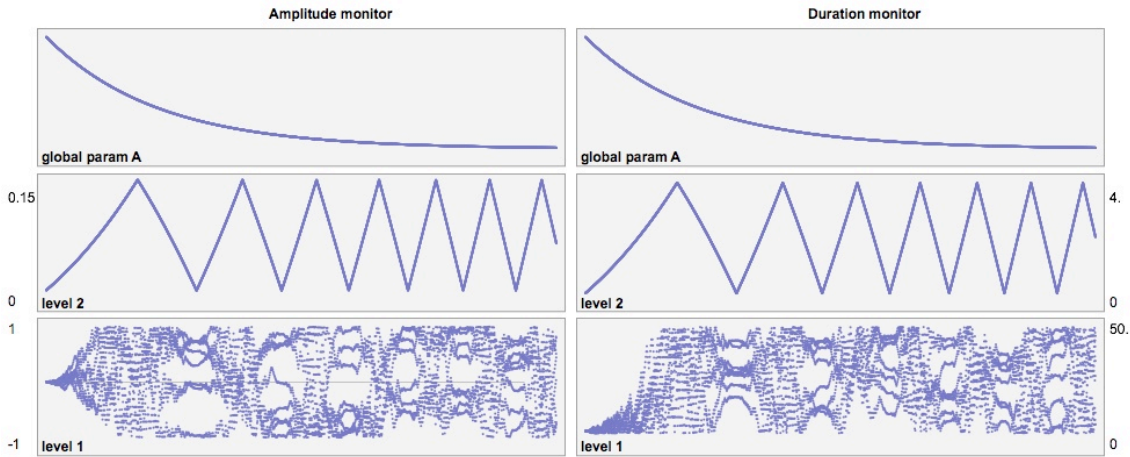 Amplitude monitor
Duration monitor
global param A
global param A
0.15
4.
0
level 2
level 2
0
1
50.
-1
level 1
level 1
0